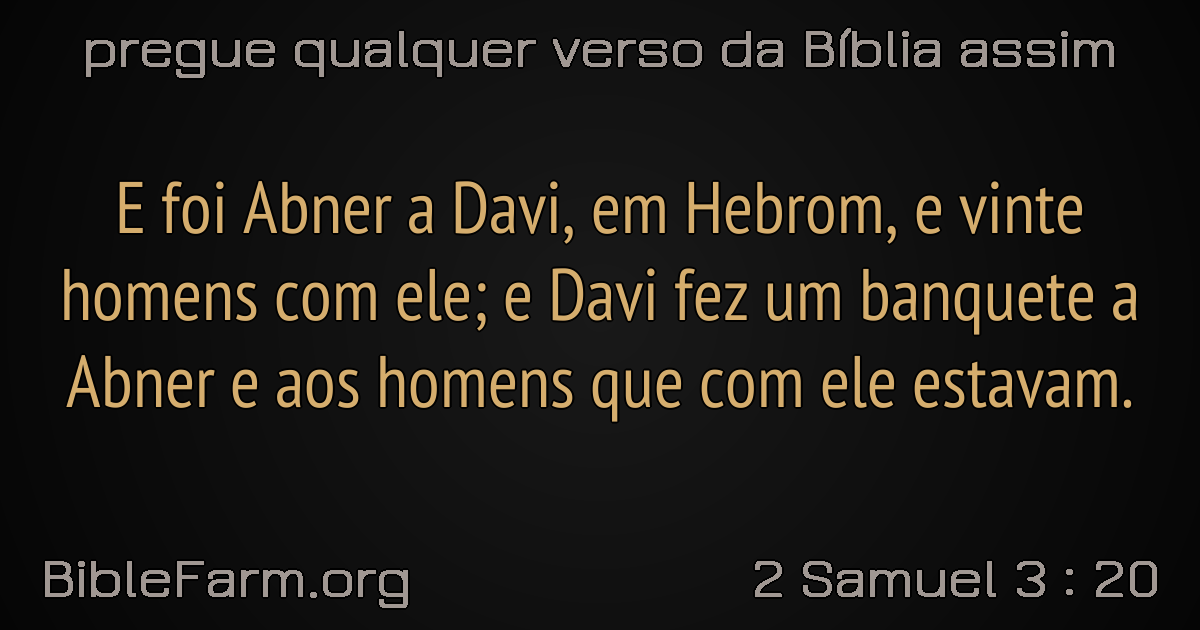 pregue qualquer verso da Bíblia assim
E foi Abner a Davi, em Hebrom, e vinte
homens com ele; e Davi fez um banquete a
Abner e aos homens que com ele estavam.
BibleFarm.org
2 Samuel 3 : 20